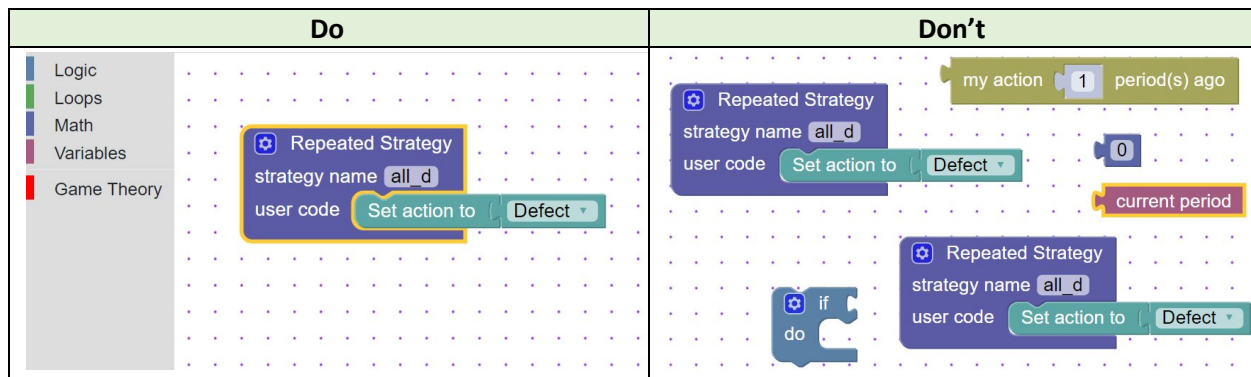 Do
Don't
Logic
Loops
Math
Variables
Game Theory
Repeated Strategy
strategy name all_d
user code Set action to Defect
my action 1 period(s) ago
Repeated Strategy
strategy name all_d
user code Set action to Defect
0
current period
Repeated Strategy
strategy name all_d
user code Set action to Defect
if
do